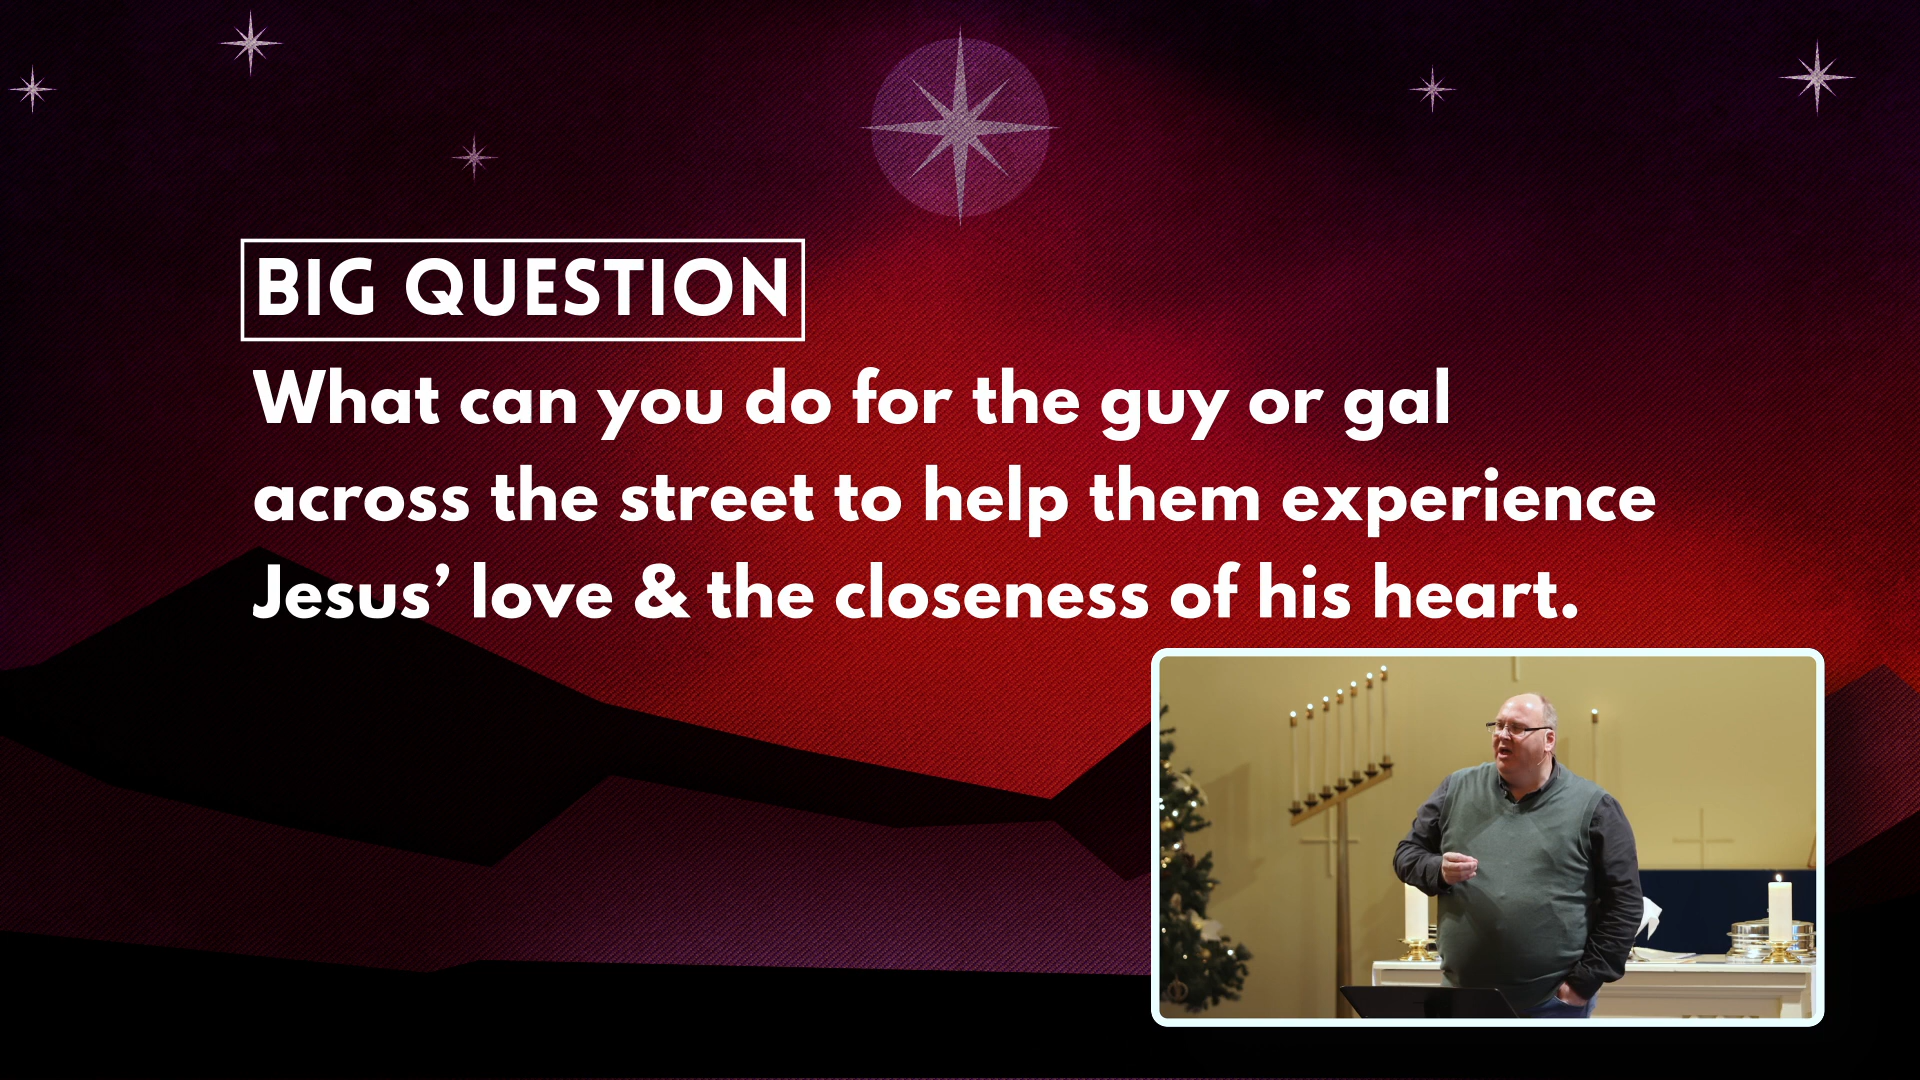 BIG QUESTION
What can you do for the guy or gal
across the street to help them experience
Jesus’ love & the closeness of his heart.